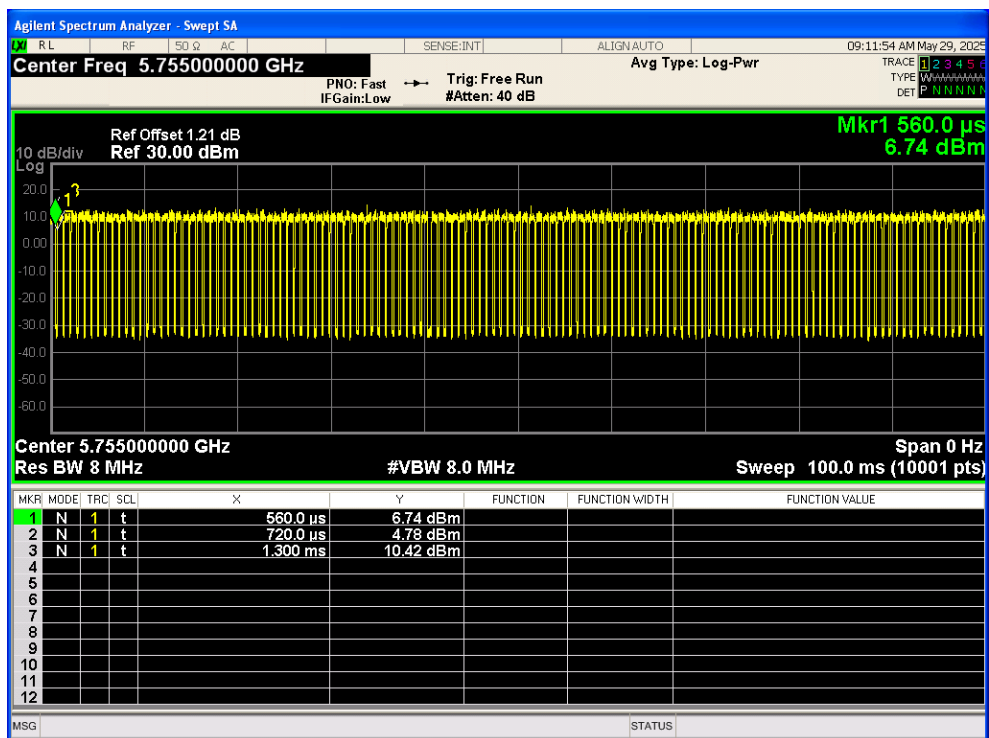 Agilent Spectrum Analyzer - Swept SA
LXI RL RF 50 Ω AC SENSE:INT ALIGN AUTO 09:11:54 AM May 29, 2025
Center Freq 5.755000000 GHz
PNO: Fast
IFGain:Low
Trig: Free Run
#Atten: 40 dB
Avg Type: Log-Pwr
TRACE 1 2 3 4 5 6
TYPE
DET P N N N N N
Mkr1 560.0 µs
6.74 dBm
Ref Offset 1.21 dB
10 dB/div Ref 30.00 dBm
Log
20.0
10.0
0.00
-10.0
-20.0
-30.0
-40.0
-50.0
-60.0
1
3
Center 5.755000000 GHz Span 0 Hz
Res BW 8 MHz #VBW 8.0 MHz Sweep 100.0 ms (10001 pts)
MKR MODE TRC SCL X Y FUNCTION FUNCTION WIDTH FUNCTION VALUE
1 N 1 t 560.0 µs 6.74 dBm
2 N 1 t 720.0 µs 4.78 dBm
3 N 1 t 1.300 ms 10.42 dBm
4
5
6
7
8
9
10
11
12
MSG STATUS